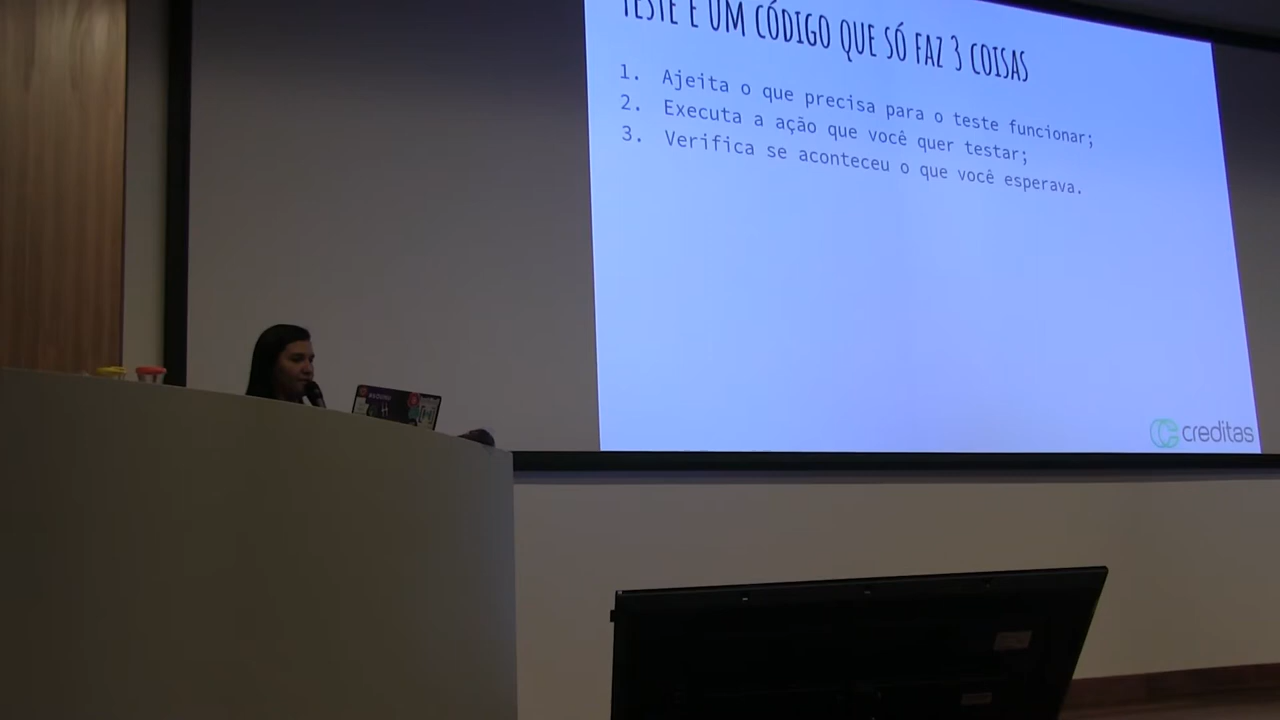 TESTE É UM CÓDIGO QUE SÓ FAZ 3 COISAS
1. Ajeita o que precisa para o teste funcionar;
2. Executa a ação que você quer testar;
3. Verifica se aconteceu o que você esperava.
creditas